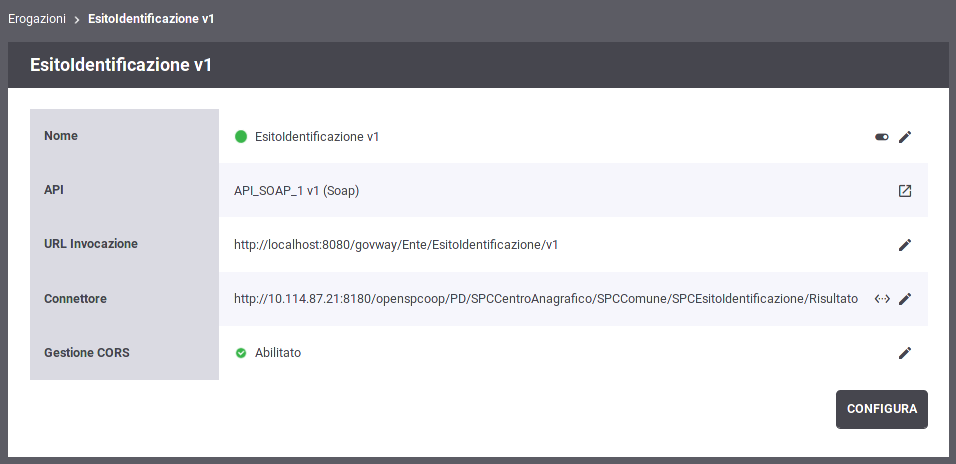 Erogazioni > EsitoIdentificazione v1
EsitoIdentificazione v1
Nome EsitoIdentificazione v1
API API_SOAP_1 v1 (Soap)
URL Invocazione http://localhost:8080/govway/Ente/EsitoIdentificazione/v1
Connettore http://10.114.87.21:8180/openspcoop/PD/SPCCentroAnagrafico/SPCComune/SPCEsitoIdentificazione/Risultato
Gestione CORS Abilitato
CONFIGURA